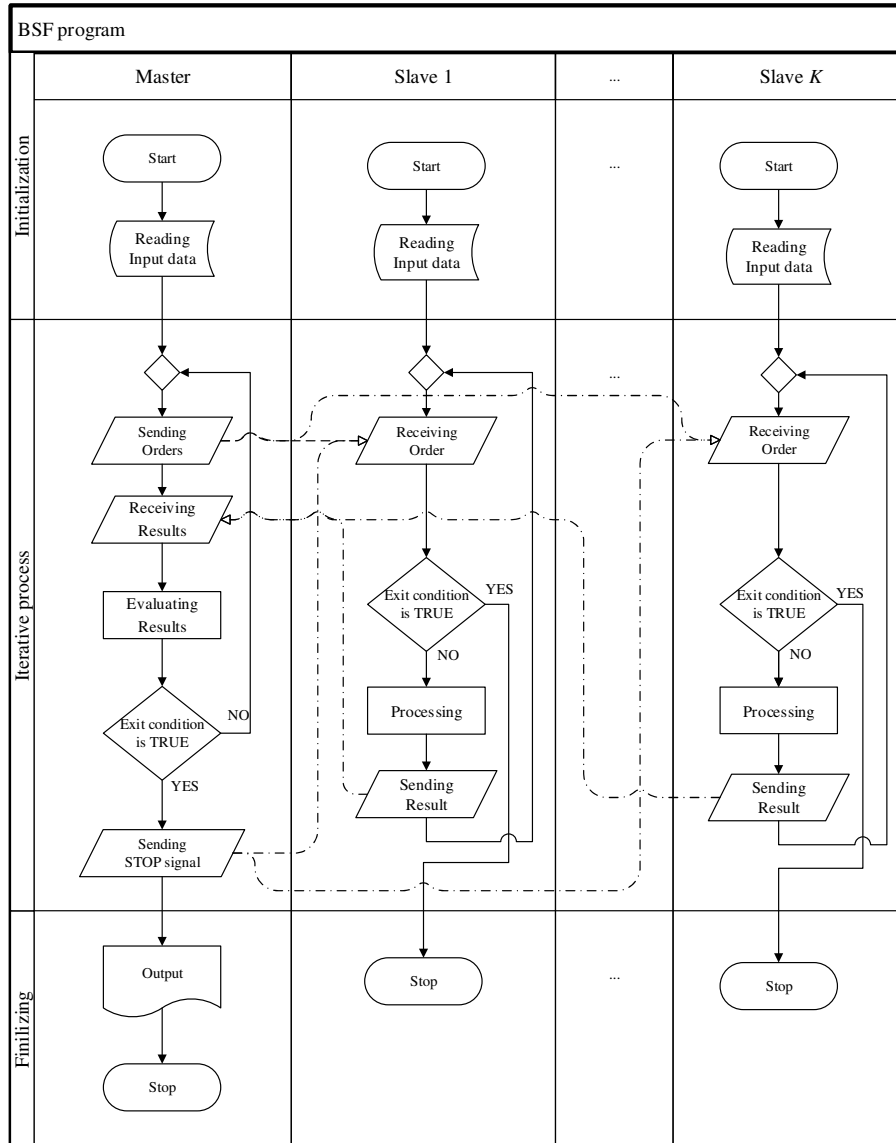 BSF program
Master
Slave 1
...
Slave K
Initialization
Start
Reading
Input data
Start
Reading
Input data
...
Start
Reading
Input data
Iterative process
Sending
Orders
Receiving
Results
Evaluating
Results
Exit condition
is TRUE
NO
YES
Sending
STOP signal
Receiving
Order
Exit condition
is TRUE
YES
NO
Processing
Sending
Result
...
Receiving
Order
Exit condition
is TRUE
YES
NO
Processing
Sending
Result
Finilizing
Output
Stop
Stop
...
Stop